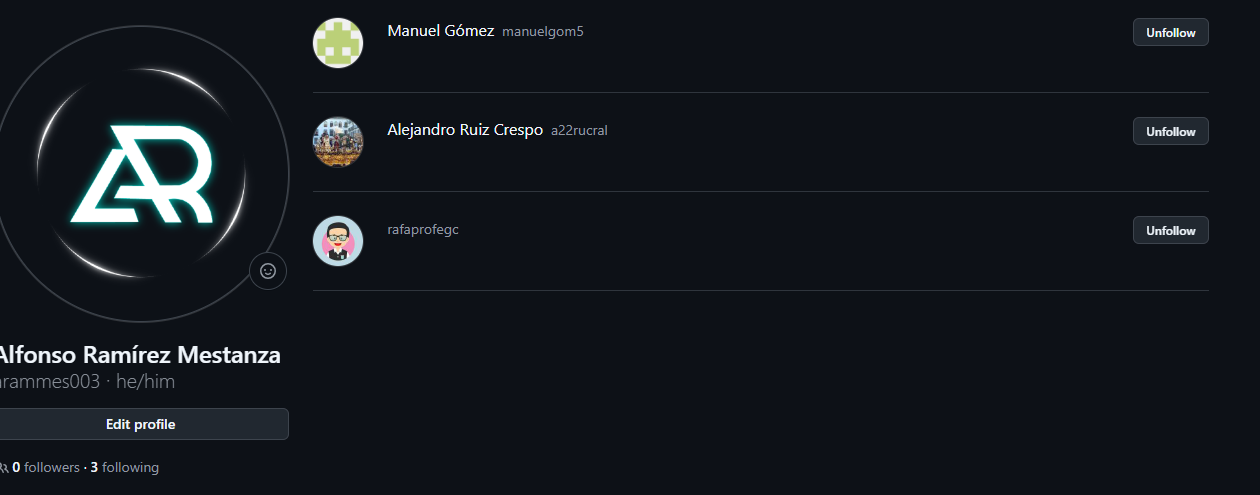 AR
Alfonso Ramírez Mestanza
arammes003 · he/him
Edit profile
0 followers · 3 following
Manuel Gómez manuelgom5
Unfollow
Alejandro Ruiz Crespo a22rucral
Unfollow
rafaprofegc
Unfollow